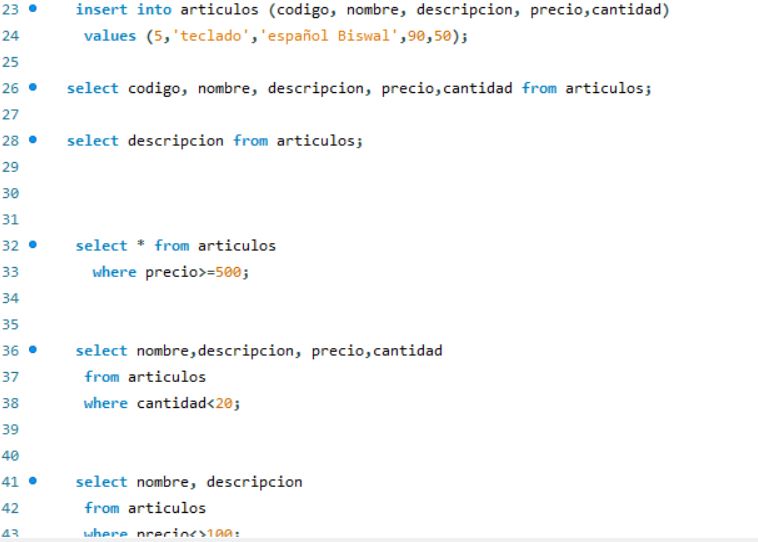 23 insert into articulos (codigo, nombre, descripcion, precio,cantidad)
24 values (5,'teclado','español Biswal',90,50);
25
26 select codigo, nombre, descripcion, precio,cantidad from articulos;
27
28 select descripcion from articulos;
29
30
31
32 select * from articulos
33 where precio>=500;
34
35
36 select nombre,descripcion, precio,cantidad
37 from articulos
38 where cantidad<20;
39
40
41 select nombre, descripcion
42 from articulos
43 where precio<>100;